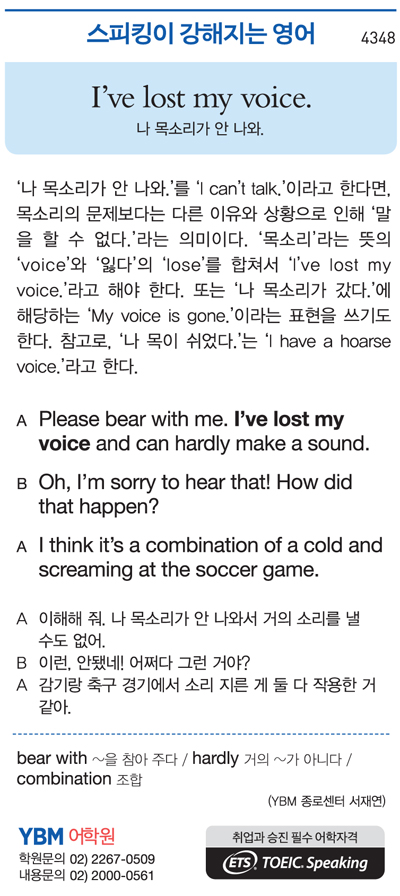 스피킹이 강해지는 영어
4348
I've lost my voice.
나 목소리가 안 나와.
‘나 목소리가 안 나와.’를 ‘I can't talk.’이라고 한다면,
목소리의 문제보다는 다른 이유와 상황으로 인해 ‘말
을 할 수 없다.’라는 의미이다. ‘목소리’라는 뜻의
‘voice’와 ‘잃다’의 ‘lose’를 합쳐서 ‘I've lost my
voice.’라고 해야 한다. 또는 ‘나 목소리가 갔다.’에
해당하는 ‘My voice is gone.’이라는 표현을 쓰기도
한다. 참고로, ‘나 목이 쉬었다.’는 ‘I have a hoarse
voice.’라고 한다.
A Please bear with me. I've lost my
voice and can hardly make a sound.
B Oh, I'm sorry to hear that! How did
that happen?
A I think it's a combination of a cold and
screaming at the soccer game.
A 이해해 줘. 나 목소리가 안 나와서 거의 소리를 낼
수도 없어.
B 이런, 안됐네! 어쩌다 그런 거야?
A 감기랑 축구 경기에서 소리 지른 게 둘 다 작용한 거
같아.
bear with ~을 참아 주다 / hardly 거의 ~가 아니다 /
combination 조합
(YBM 종로센터 서재연)
YBM 어학원
학원문의 02) 2267-0509
내용문의 02) 2000-0561
취업과 승진 필수 어학자격
ETS TOEIC. Speaking